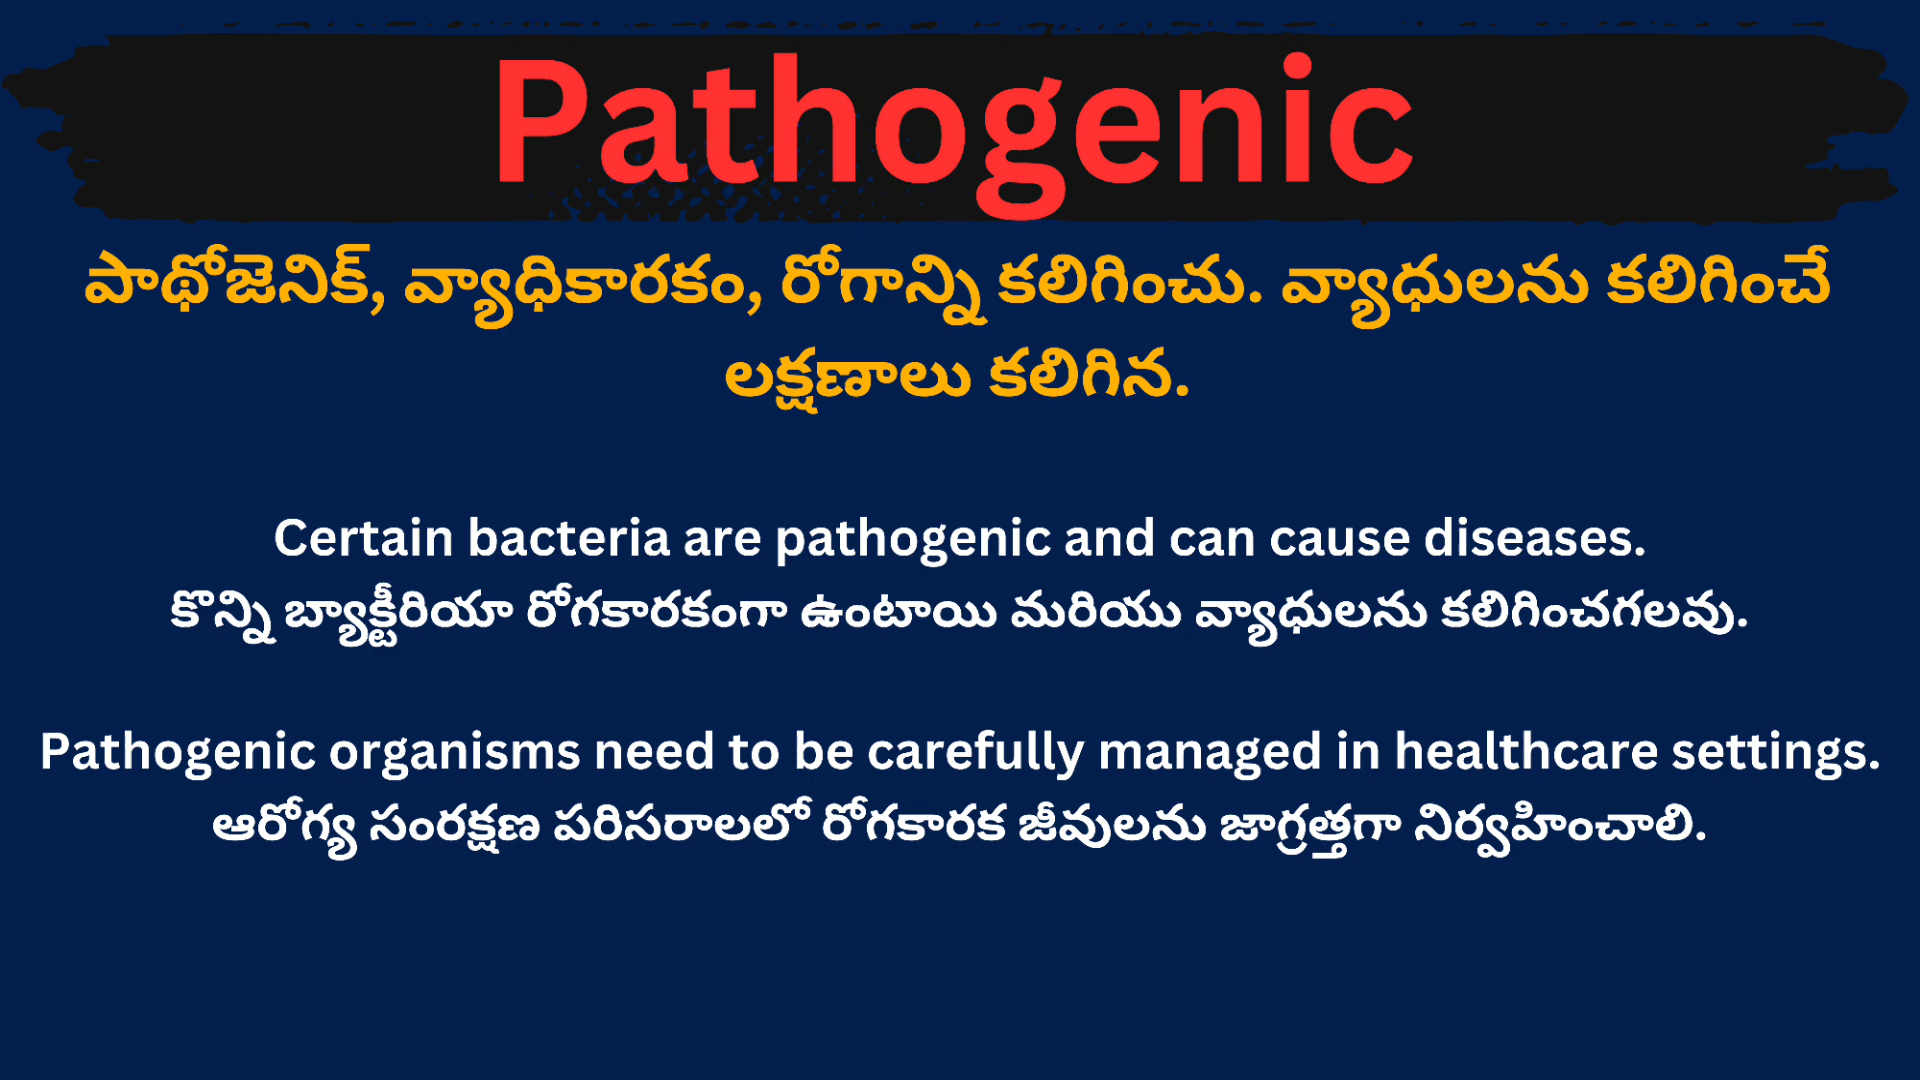 Pathogenic
పాథోజెనిక్, వ్యాధికారకం, రోగాన్ని కలిగించు. వ్యాధులను కలిగించే
లక్షణాలు కలిగిన.
Certain bacteria are pathogenic and can cause diseases.
కొన్ని బ్యాక్టీరియా రోగకారకంగా ఉంటాయి మరియు వ్యాధులను కలిగించగలవు.
Pathogenic organisms need to be carefully managed in healthcare settings.
ఆరోగ్య సంరక్షణ పరిసరాలలో రోగకారక జీవులను జాగ్రత్తగా నిర్వహించాలి.